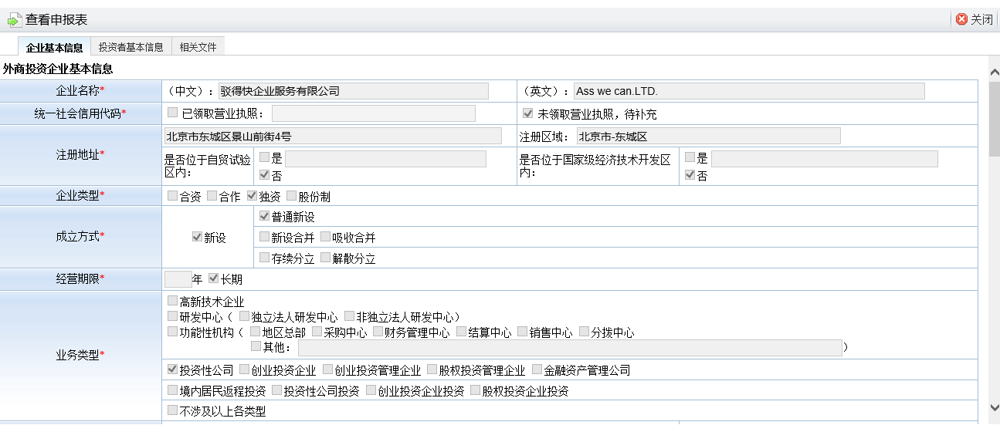 查看申报表 关闭
企业基本信息 投资者基本信息 相关文件
外商投资企业基本信息
企业名称* （中文）: 驳得快企业服务有限公司 （英文）: Ass we can.LTD.
统一社会信用代码* 已领取营业执照: 未领取营业执照，待补充
注册地址* 北京市东城区景山前街4号 注册区域: 北京市-东城区
是否位于自贸试验区内: 是 否 是否位于国家级经济技术开发区内: 是 否
企业类型* 合资 合作 独资 股份制
成立方式* 新设 普通新设
新设合并 吸收合并
存续分立 解散分立
经营期限* 年 长期
业务类型* 高新技术企业
研发中心（ 独立法人研发中心 非独立法人研发中心）
功能性机构（ 地区总部 采购中心 财务管理中心 结算中心 销售中心 分拨中心
其他: ）
投资性公司 创业投资企业 创业投资管理企业 股权投资管理企业 金融资产管理公司
境内居民返程投资 投资性公司投资 创业投资企业投资 股权投资企业投资
不涉及以上各类型